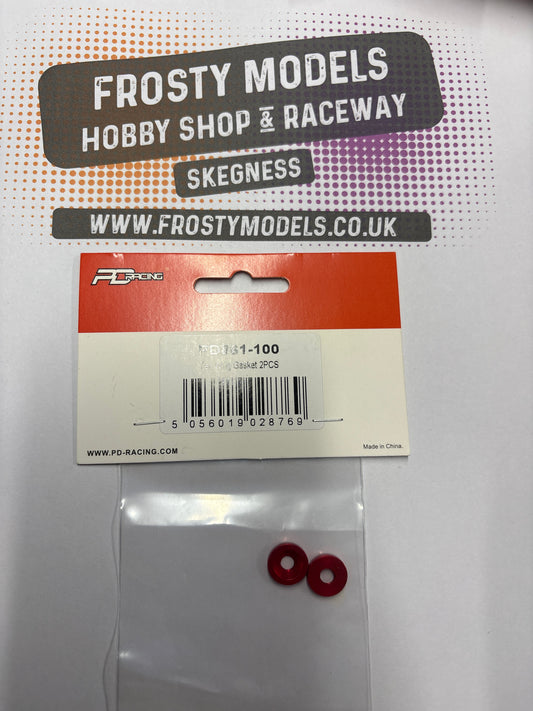 FROSTY MODELS
HOBBY SHOP & RACEWAY
SKEGNESS
WWW.FROSTYMODELS.CO.UK
PD RACING
Gasket 2PCS
5 056019 028769
WWW.PD-RACING.COM
Made in China.